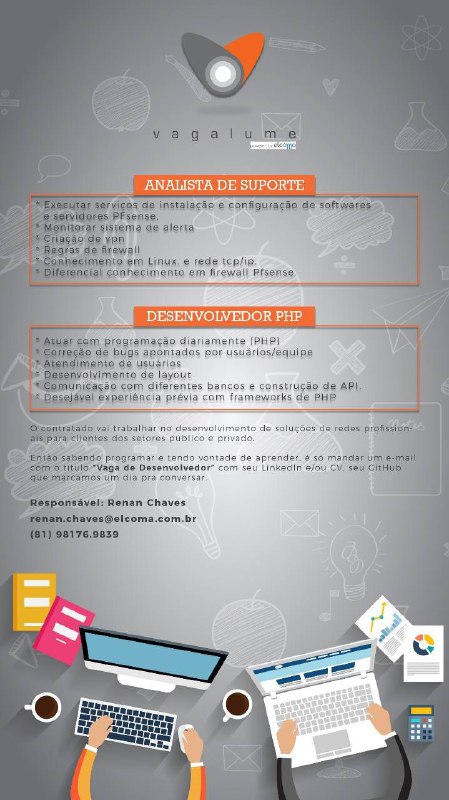 vagalume
powered by elcoma
ANALISTA DE SUPORTE
* Executar serviços de instalação e configuração de softwares
e servidores PFsense.
* Monitorar sistema de alerta
* Criação de vpn
* Regras de firewall
* Conhecimento em Linux, e rede tcp/ip.
* Diferencial conhecimento em firewall Pfsense
DESENVOLVEDOR PHP
* Atuar com programação diariamente (PHP)
* Correção de bugs apontados por usuários/equipe
* Atendimento de usuários
* Desenvolvimento de layout
* Comunicação com diferentes bancos e construção de API.
* Desejável experiência prévia com frameworks de PHP
O contratado vai trabalhar no desenvolvimento de soluções de redes profission-
ais para clientes dos setores público e privado.
Então sabendo programar e tendo vontade de aprender, é só mandar um e-mail
com o título "Vaga de Desenvolvedor" com seu LinkedIn e/ou CV, seu GitHub
que marcamos um dia pra conversar.
Responsável: Renan Chaves
renan.chaves@elcoma.com.br
(81) 98176.9839